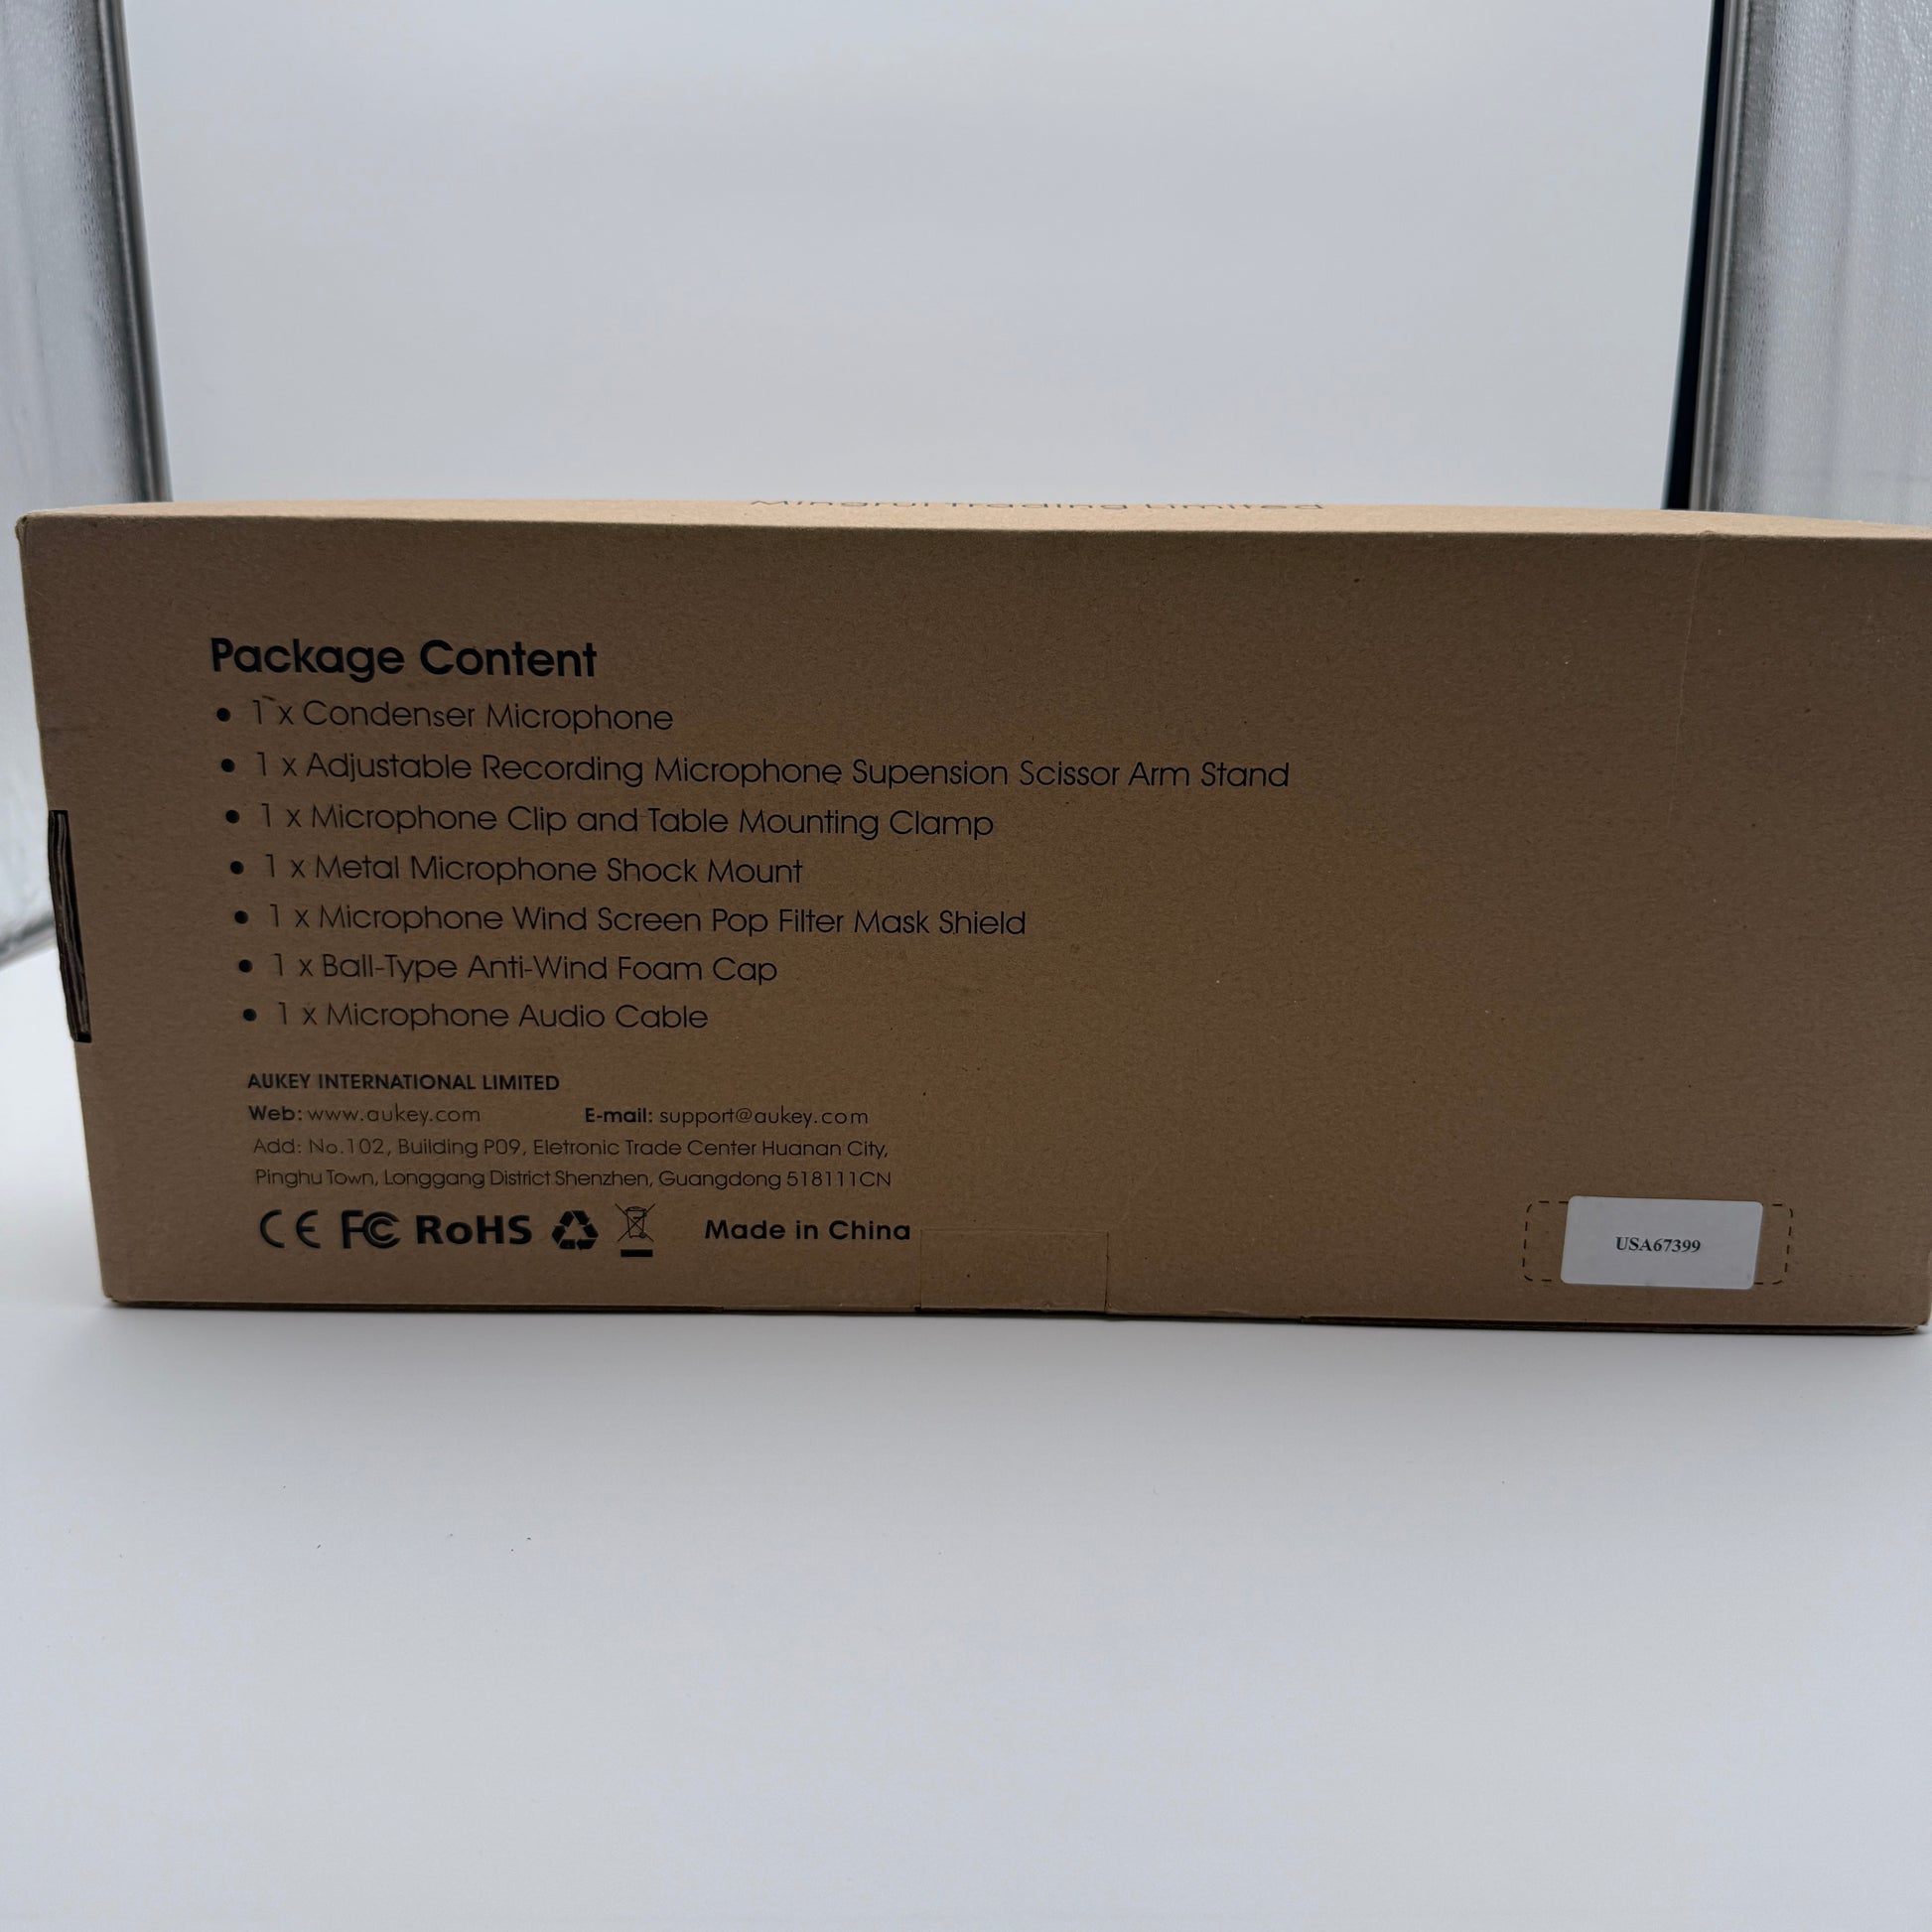 Mingrui Trading Limited
Package Content
• 1 x Condenser Microphone
• 1 x Adjustable Recording Microphone Supension Scissor Arm Stand
• 1 x Microphone Clip and Table Mounting Clamp
• 1 x Metal Microphone Shock Mount
• 1 x Microphone Wind Screen Pop Filter Mask Shield
• 1 x Ball-Type Anti-Wind Foam Cap
• 1 x Microphone Audio Cable
AUKEY INTERNATIONAL LIMITED
Web: www.aukey.com E-mail: support@aukey.com
Add: No.102, Building P09, Eletronic Trade Center Huanan City,
Pinghu Town, Longgang District Shenzhen, Guangdong 518111CN
CE FC RoHS Made in China
USA67399